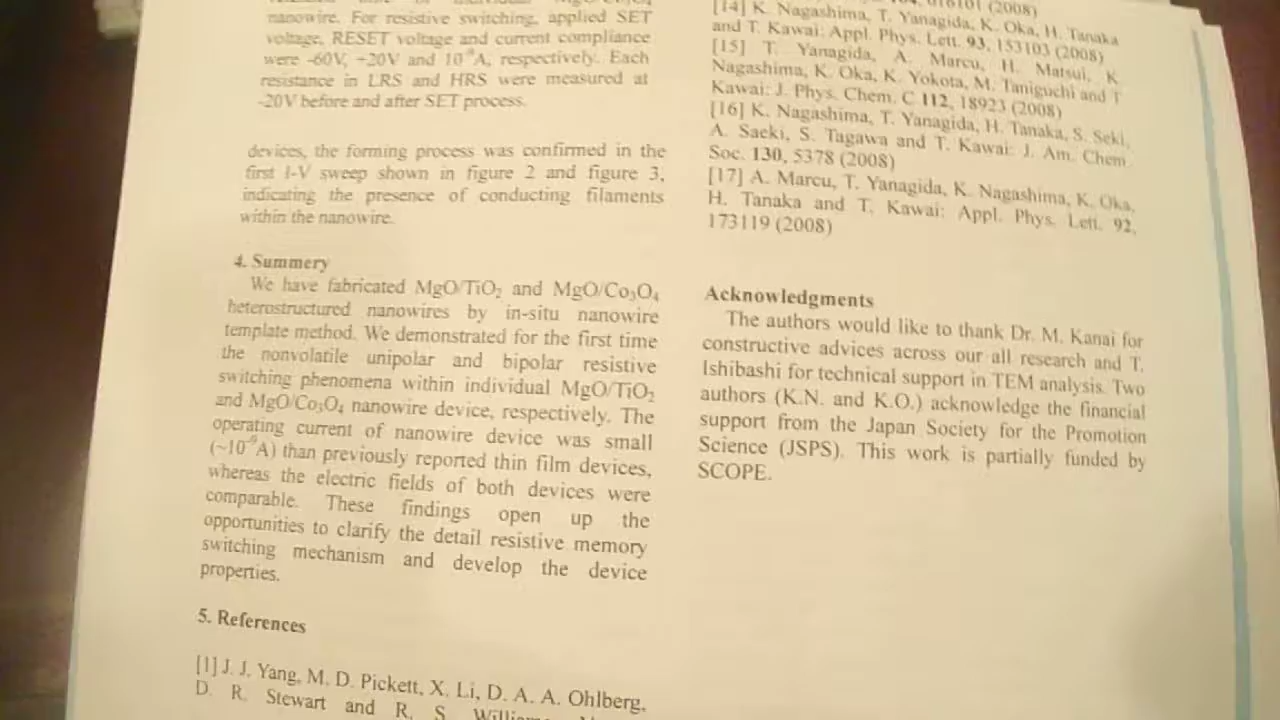 nanowire. For resistive switching, applied SET
voltage, RESET voltage and current compliance
were -60V, -20V and 10⁻⁸A, respectively. Each
resistance in LRS and HRS were measured at
-20V before and after SET process.
devices, the forming process was confirmed in the
first I-V sweep shown in figure 2 and figure 3,
indicating the presence of conducting filaments
within the nanowire.
4. Summery
We have fabricated MgO/TiO₂ and MgO/Co₃O₄
heterostructured nanowires by in-situ nanowire
template method. We demonstrated for the first time
the nonvolatile unipolar and bipolar resistive
switching phenomena within individual MgO/TiO₂
and MgO/Co₃O₄ nanowire device, respectively. The
operating current of nanowire device was small
(~10⁻⁹A) than previously reported thin film devices,
whereas the electric fields of both devices were
comparable. These findings open up the
opportunities to clarify the detail resistive memory
switching mechanism and develop the device
properties.
5. References
[1] J. J. Yang, M. D. Pickett, X. Li, D. A. A. Ohlberg,
D. R. Stewart and R. S.
(2008)
[14] K. Nagashima, T. Yanagida, K. Oka, H. Tanaka
and T. Kawai: Appl. Phys. Lett. 93, 153103 (2008)
[15] T. Yanagida, A. Marcu, H. Matsui, K.
Nagashima, K. Oka, K. Yokota, M. Taniguchi and T.
Kawai: J. Phys. Chem. C 112, 18923 (2008)
[16] K. Nagashima, T. Yanagida, H. Tanaka, S. Seki,
A. Saeki, S. Tagawa and T. Kawai: J. Am. Chem.
Soc. 130, 5378 (2008)
[17] A. Marcu, T. Yanagida, K. Nagashima, K. Oka,
H. Tanaka and T. Kawai: Appl. Phys. Lett. 92,
173119 (2008)
Acknowledgments
The authors would like to thank Dr. M. Kanai for
constructive advices across our all research and T.
Ishibashi for technical support in TEM analysis. Two
authors (K.N. and K.O.) acknowledge the financial
support from the Japan Society for the Promotion
Science (JSPS). This work is partially funded by
SCOPE.